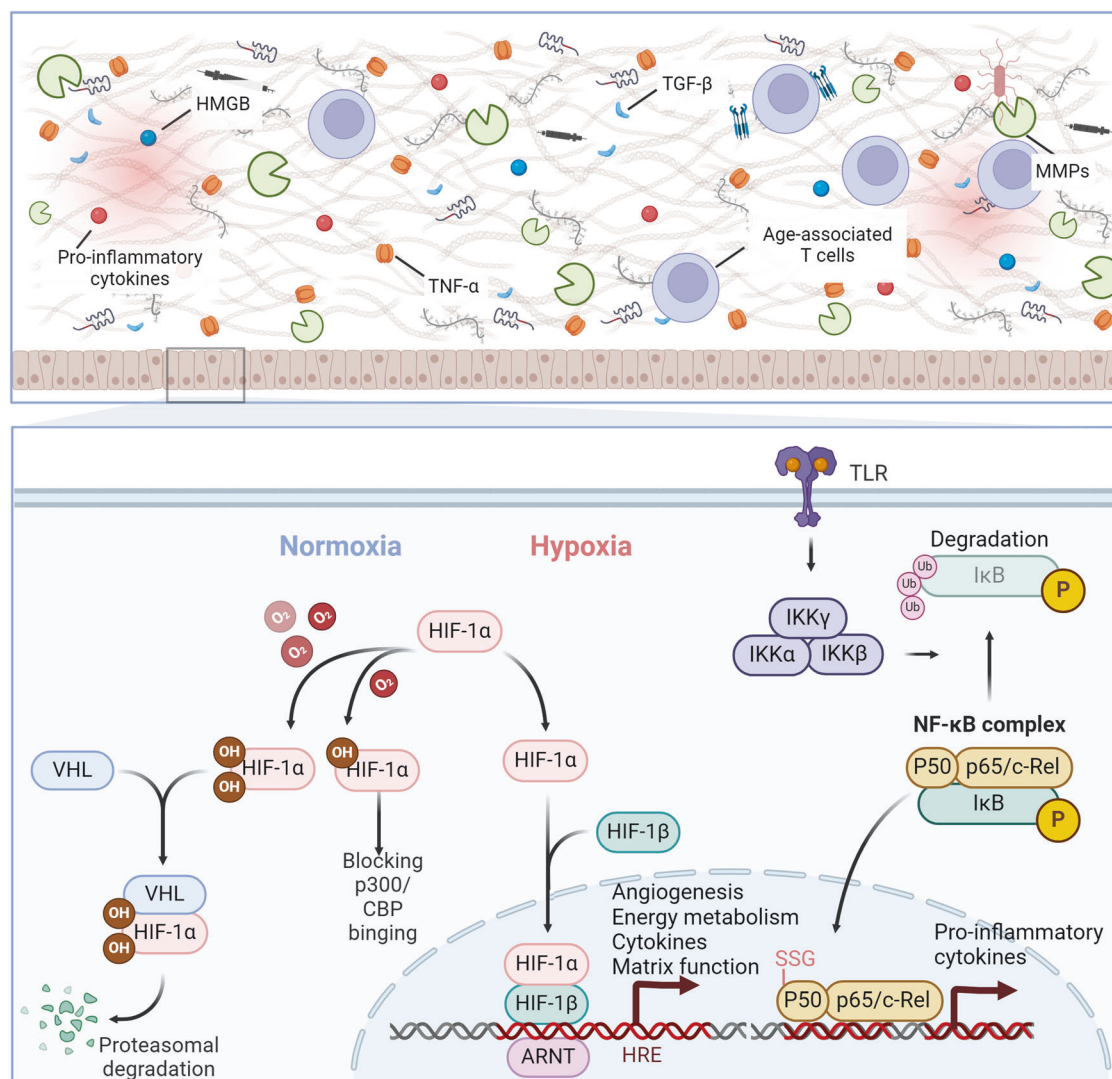 HMGB
TGF-β
MMPs
Pro-inflammatory
cytokines
TNF-α
Age-associated
T cells
TLR
Normoxia
Hypoxia
Degradation
Ub
Ub
Ub
IκB
P
O₂
O₂
O₂
O₂
HIF-1α
IKKγ
IKKα
IKKβ
NF-κB complex
P50
p65/c-Rel
IκB
P
VHL
OH
OH
HIF-1α
OH
HIF-1α
HIF-1α
HIF-1β
Blocking
p300/
CBP
binging
VHL
OH
OH
HIF-1α
Proteasomal
degradation
Angiogenesis
Energy metabolism
Cytokines
Matrix function
HIF-1α
HIF-1β
ARNT
HRE
SSG
P50
p65/c-Rel
Pro-inflammatory
cytokines